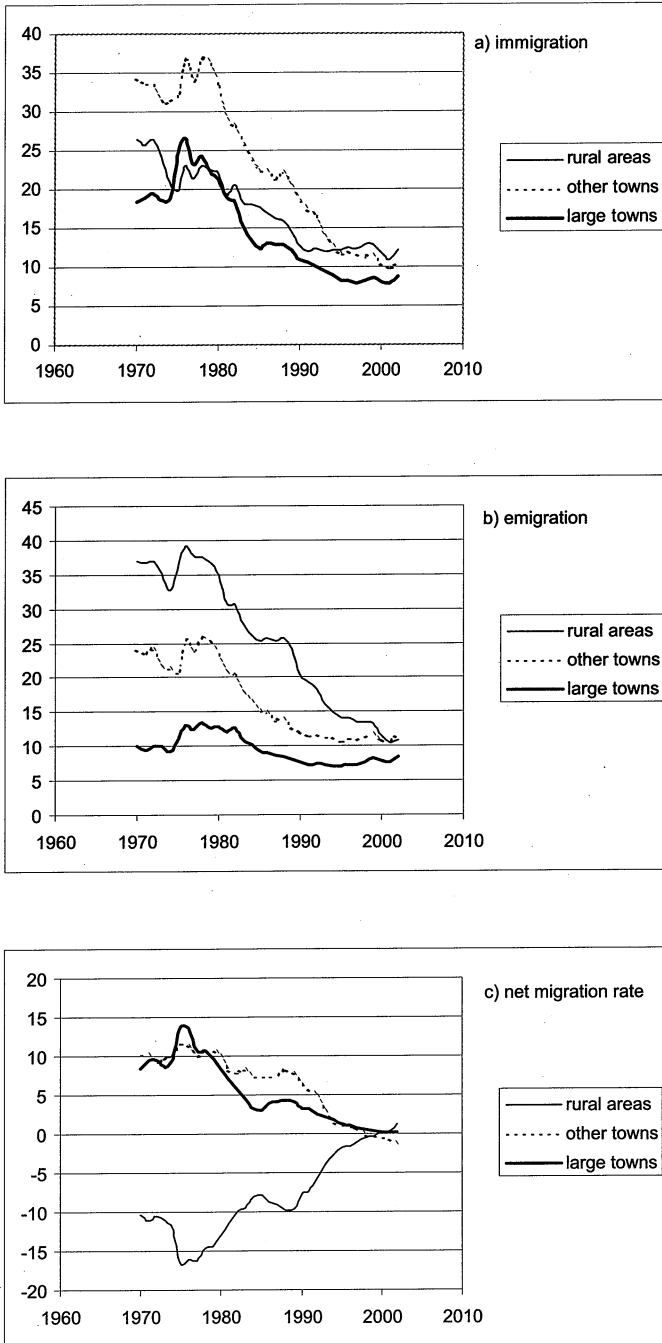 a) immigration
40
35
30
25
20
15
10
5
0
1960 1970 1980 1990 2000 2010
rural areas
other towns
large towns
b) emigration
45
40
35
30
25
20
15
10
5
0
1960 1970 1980 1990 2000 2010
rural areas
other towns
large towns
c) net migration rate
20
15
10
5
0
-5
-10
-15
-20
1960 1970 1980 1990 2000 2010
rural areas
other towns
large towns